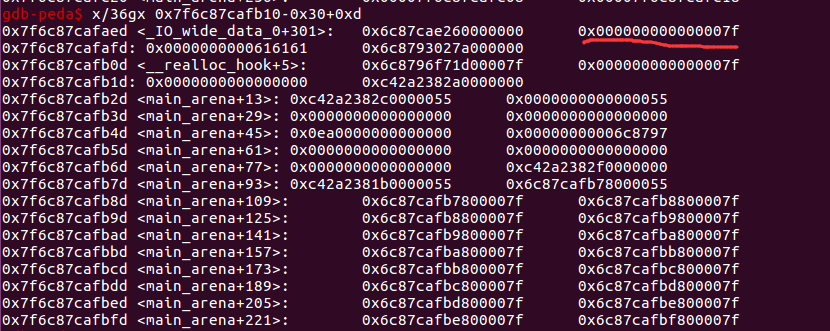 gdb-peda$ x/36gx 0x7f6c87cafb10-0x30+0xd
0x7f6c87cafaed <_IO_wide_data_0+301>: 0x6c87cae260000000 0x000000000000007f
0x7f6c87cafafd: 0x0000000000616161 0x6c8793027a000000
0x7f6c87cafb0d <__realloc_hook+5>: 0x6c8796f71d00007f 0x000000000000007f
0x7f6c87cafb1d: 0x0000000000000000 0xc42a2382a0000000
0x7f6c87cafb2d <main_arena+13>: 0xc42a2382c0000055 0x0000000000000055
0x7f6c87cafb3d <main_arena+29>: 0x0000000000000000 0x0000000000000000
0x7f6c87cafb4d <main_arena+45>: 0x0ea0000000000000 0x00000000006c8797
0x7f6c87cafb5d <main_arena+61>: 0x0000000000000000 0x0000000000000000
0x7f6c87cafb6d <main_arena+77>: 0x0000000000000000 0xc42a2382f0000000
0x7f6c87cafb7d <main_arena+93>: 0xc42a2381b0000055 0x6c87cafb78000055
0x7f6c87cafb8d <main_arena+109>: 0x6c87cafb7800007f 0x6c87cafb8800007f
0x7f6c87cafb9d <main_arena+125>: 0x6c87cafb8800007f 0x6c87cafb9800007f
0x7f6c87cafbad <main_arena+141>: 0x6c87cafb9800007f 0x6c87cafba800007f
0x7f6c87cafbbd <main_arena+157>: 0x6c87cafba800007f 0x6c87cafbb800007f
0x7f6c87cafbcd <main_arena+173>: 0x6c87cafbb800007f 0x6c87cafbc800007f
0x7f6c87cafbdd <main_arena+189>: 0x6c87cafbc800007f 0x6c87cafbd800007f
0x7f6c87cafbed <main_arena+205>: 0x6c87cafbd800007f 0x6c87cafbe800007f
0x7f6c87cafbfd <main_arena+221>: 0x6c87cafbe800007f 0x6c87cafbf800007f